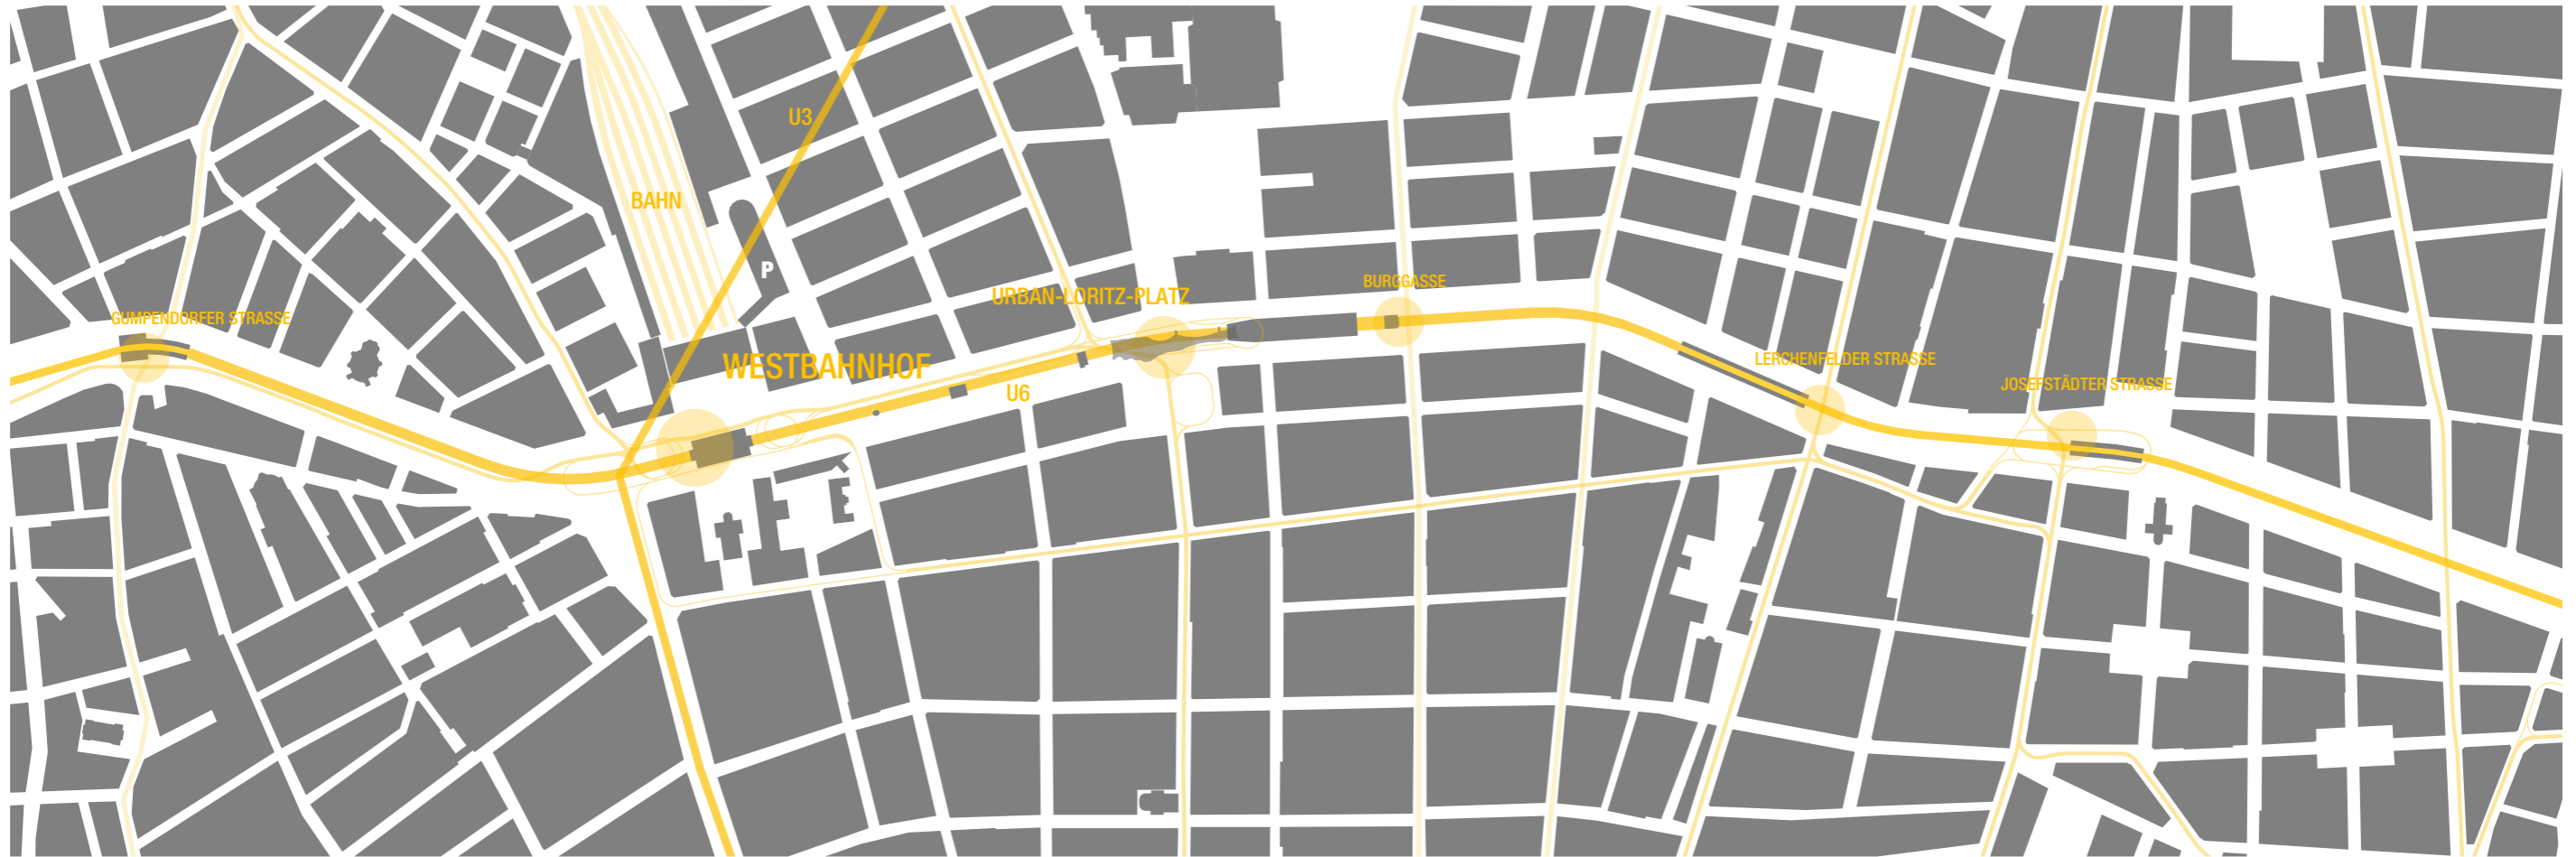 U3
BAHN
P
GUMPENDORFER STRASSE
URBAN-LORITZ-PLATZ
BURGGASSE
WESTBAHNHOF
U6
LERCHENFELDER STRASSE
JOSEFSTÄDTER STRASSE